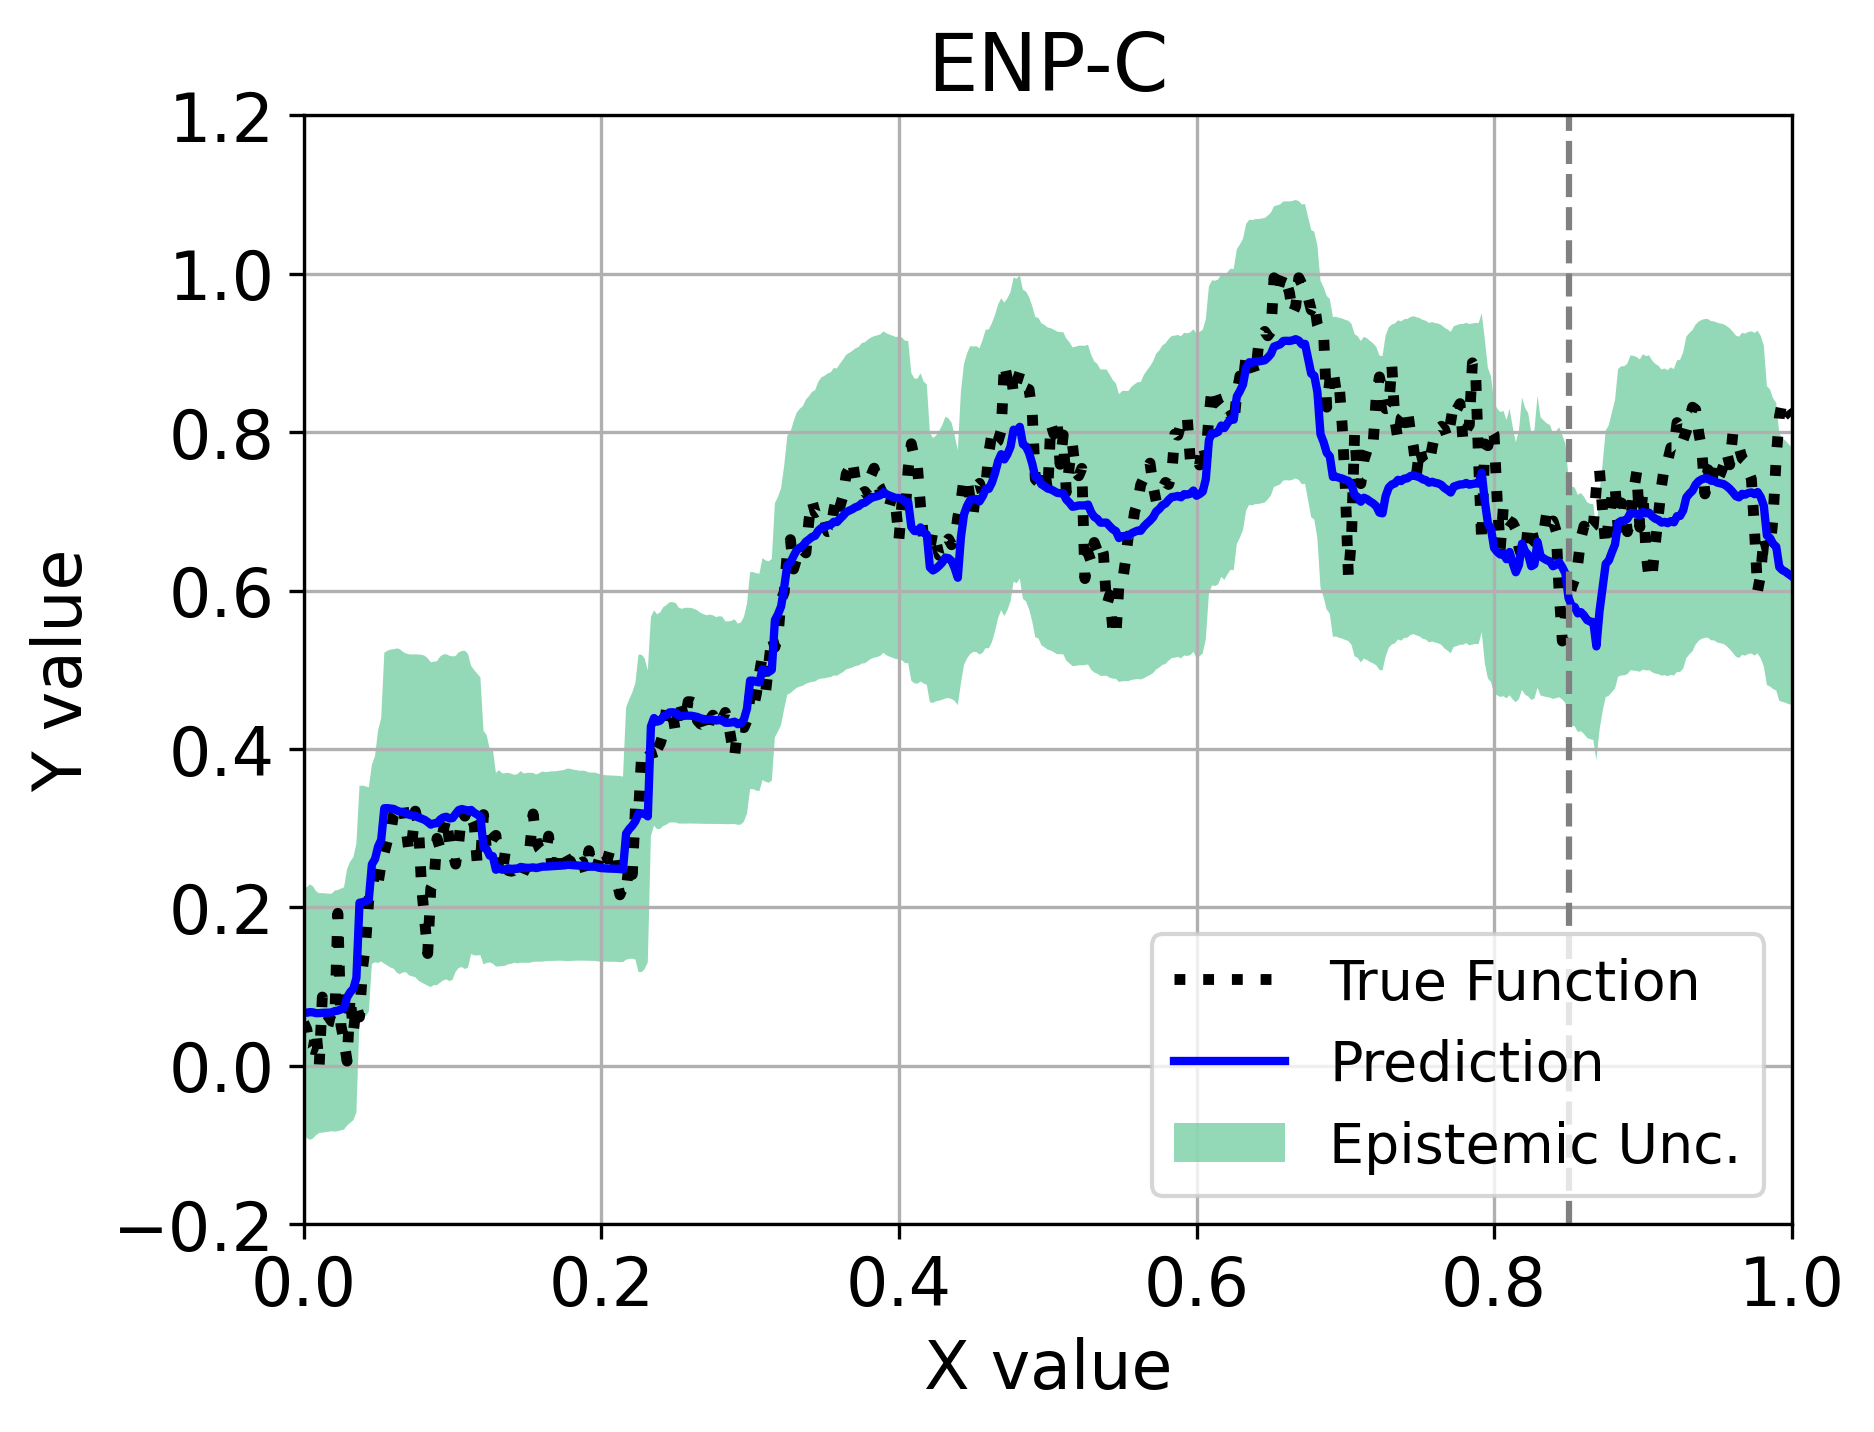 ENP-C
1.2
1.0
0.8
0.6
0.4
0.2
0.0
−0.2
Y value
True Function
Prediction
Epistemic Unc.
0.0 0.2 0.4 0.6 0.8 1.0
X value